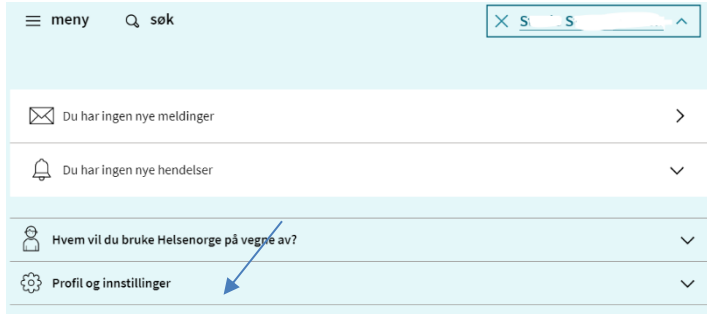 meny
søk
Du har ingen nye meldinger
Du har ingen nye hendelser
Hvem vil du bruke Helsenorge på vegne av?
Profil og innstillinger